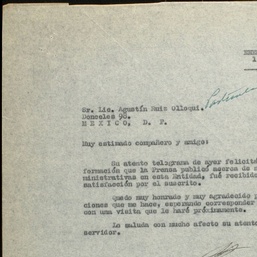 Sr. Lic. Agustín Ruiz Olloqui.
Donceles 98.
MEXICO, D. F.
Muy estimado compañero y amigo:
Su atento telegrama de ayer felicitá
formación que la Prensa publicó acerca de
ministrativas en esta Entidad, fué recibido
satisfacción por el suscrito.
Quedo muy honrado y muy agradecido p
ciones que me hace, esperando corresponder
con una visita que le haré próximamente.
Lo saluda con mucho afecto su atento
servidor.